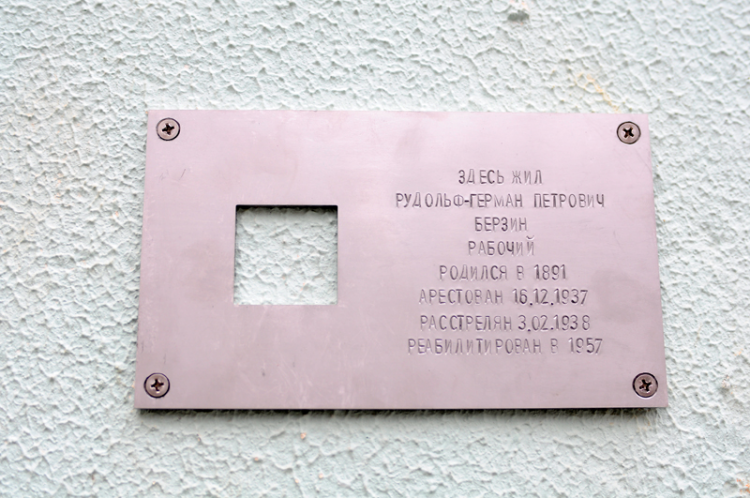 ЗДЕСЬ ЖИЛ
РУДОЛЬФ-ГЕРМАН ПЕТРОВИЧ
БЕРЗИН
РАБОЧИЙ
РОДИЛСЯ В 1891
АРЕСТОВАН 16.12.1937
РАССТРЕЛЯН 3.02.1938
РЕАБИЛИТИРОВАН В 1957